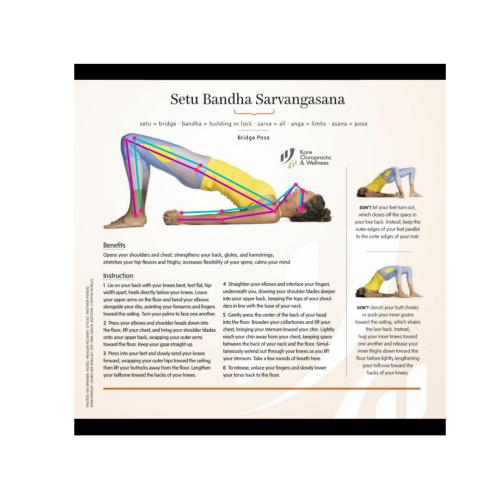 Setu Bandha Sarvangasana
setu = bridge · bandha = building or lock · sarva = all · anga = limbs · asana = pose
Bridge Pose
Kore
Chiropractic
& Wellness
Benefits
Opens your shoulders and chest; strengthens your back, glutes, and hamstrings;
stretches your hip flexors and thighs; increases flexibility of your spine; calms your mind
Instruction
1 Lie on your back with your knees bent, feet flat, hip-
width apart, heels directly below your knees. Leave
your upper arms on the floor and bend your elbows
alongside your ribs, pointing your forearms and fingers
toward the ceiling. Turn your palms to face one another.
2 Press your elbows and shoulder heads down into
the floor, lift your chest, and bring your shoulder blades
onto your upper back, wrapping your outer arms
toward the floor. Keep your gaze straight up.
3 Press into your feet and slowly send your knees
forward, wrapping your outer hips toward the ceiling;
then lift your buttocks away from the floor. Lengthen
your tailbone toward the backs of your knees.
4 Straighten your elbows and interlace your fingers
underneath you, drawing your shoulder blades deeper
into your upper back, keeping the tops of your shoul-
ders in line with the base of your neck.
5 Gently press the center of the back of your head
into the floor. Broaden your collarbones and lift your
chest, bringing your sternum toward your chin. Lightly
reach your chin away from your chest, keeping space
between the back of your neck and the floor. Simul-
taneously extend out through your knees as you lift
your sternum. Take a few rounds of breath here.
6 To release, unlace your fingers and slowly lower
your torso back to the floor.
DON'T let your feet turn out,
which closes off the space in
your low back. Instead, keep the
outer edges of your feet parallel
to the outer edges of your mat.
DON'T clench your butt cheeks
or push your inner groins
toward the ceiling, which strains
the low back. Instead,
hug your inner knees toward
one another and release your
inner thighs down toward the
floor before lightly lengthening
your tailbone toward the
backs of your knees.